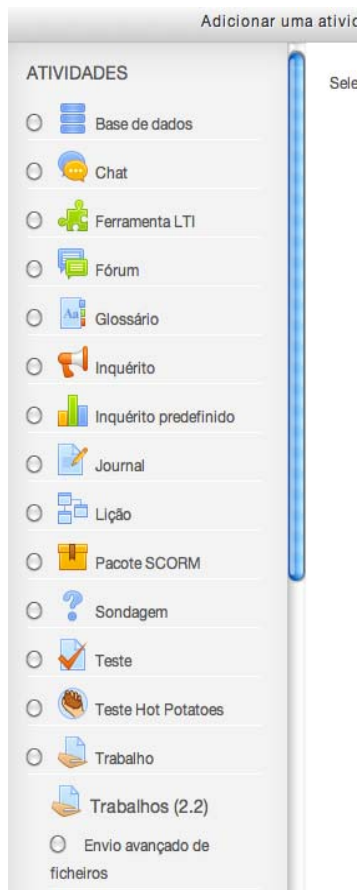 Adicionar uma ativid
ATIVIDADES
Sele
Base de dados
Chat
Ferramenta LTI
Fórum
Glossário
Inquérito
Inquérito predefinido
Journal
Lição
Pacote SCORM
Sondagem
Teste
Teste Hot Potatoes
Trabalho
Trabalhos (2.2)
Envio avançado de
ficheiros